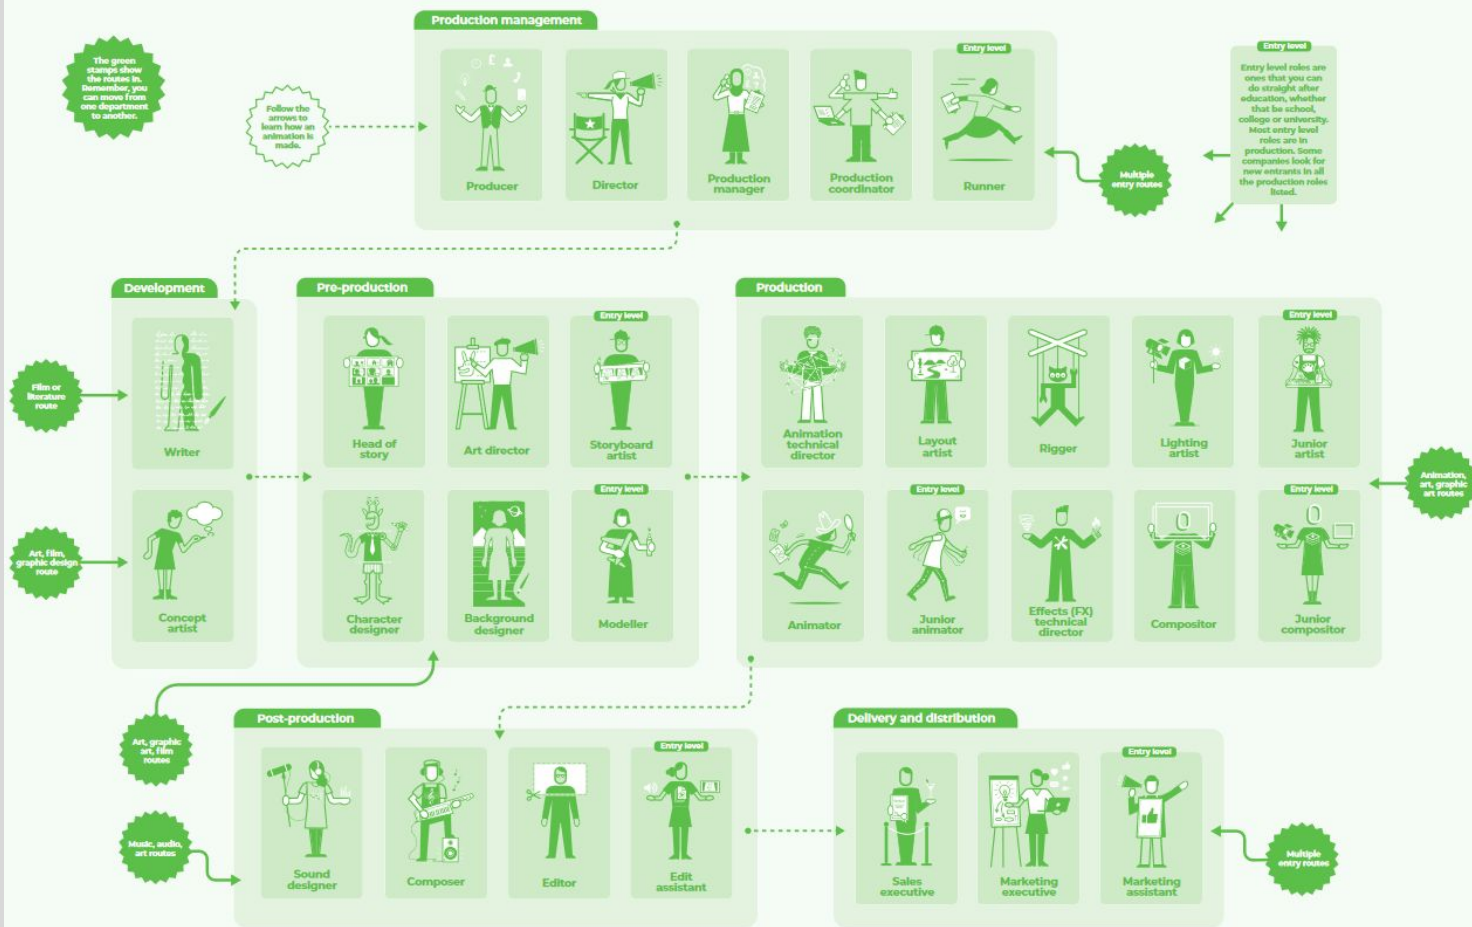 Production management
The green
stamps show
the routes in.
Remember, you
can move from
one department
to another.
Follow the
arrows to
learn how an
animation is
made.
Producer
Director
Production
manager
Production
coordinator
Entry level
Runner
Multiple
entry routes
Entry level
Entry level roles are
ones that you can
do straight after
education, whether
that be school,
college or university.
Most entry level
roles are in
production. Some
companies look for
new entrants in all
the production roles
listed.
Development
Film or
literature
route
Writer
Art, film,
graphic design
route
Concept
artist
Pre-production
Head of
story
Art director
Entry level
Storyboard
artist
Character
designer
Background
designer
Entry level
Modeller
Art, graphic
art, film
routes
Production
Animation
technical
director
Layout
artist
Rigger
Lighting
artist
Entry level
Junior
artist
Animator
Entry level
Junior
animator
Effects (FX)
technical
director
Compositor
Entry level
Junior
compositor
Animation,
art, graphic
art routes
Post-production
Music, audio,
art routes
Sound
designer
Composer
Editor
Entry level
Edit
assistant
Delivery and distribution
Sales
executive
Marketing
executive
Entry level
Marketing
assistant
Multiple
entry routes